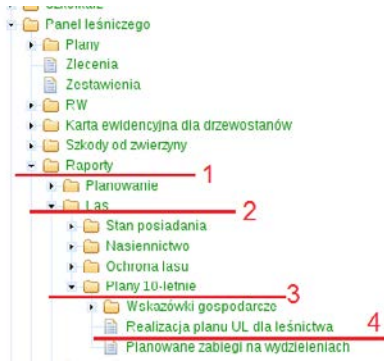 Szkółkarz
Panel leśniczego
Plany
Zlecenia
Zestawienia
RW
Karta ewidencyjna dla drzewostanów
Szkody od zwierzyny
Raporty
1
Planowanie
Las
2
Stan posiadania
Nasiennictwo
Ochrona lasu
Plany 10-letnie
3
Wskazówki gospodarcze
Realizacja planu UL dla leśnictwa
4
Planowane zabiegi na wydzieleniach